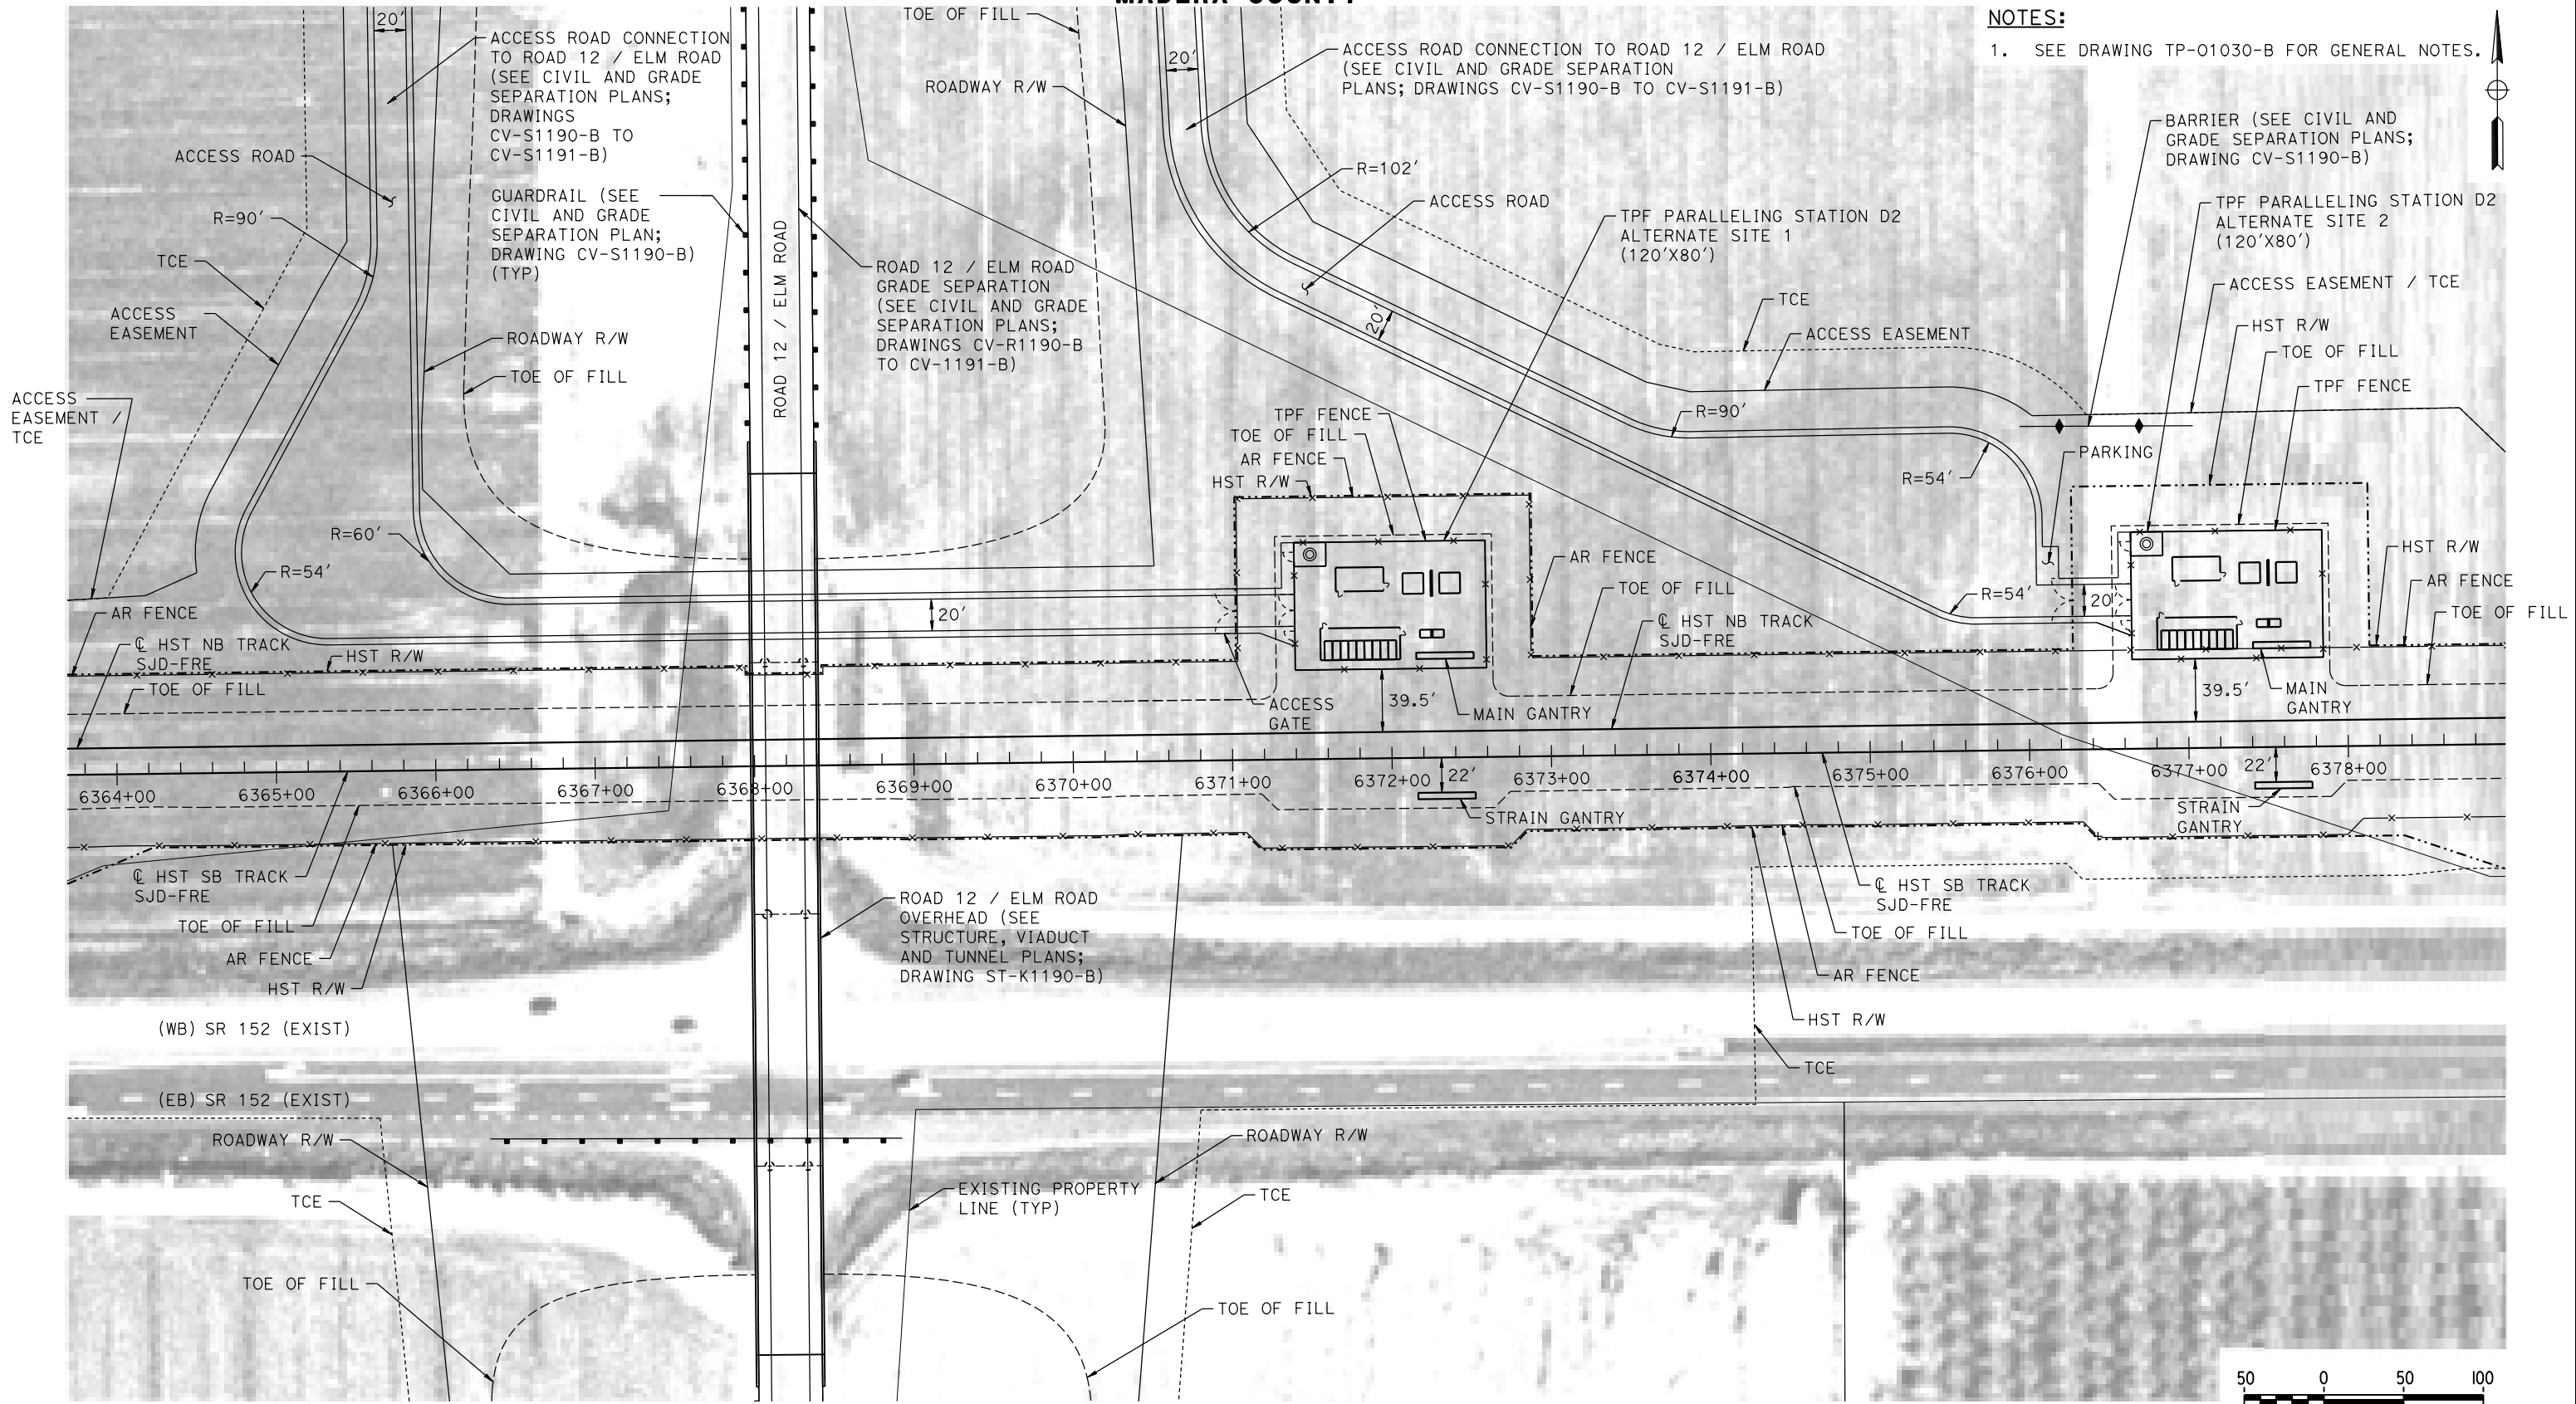 MADERA COUNTY
NOTES:
1. SEE DRAWING TP-O1030-B FOR GENERAL NOTES.
20'
ACCESS ROAD CONNECTION
TO ROAD 12 / ELM ROAD
(SEE CIVIL AND GRADE
SEPARATION PLANS;
DRAWINGS
CV-S1190-B TO
CV-S1191-B)
ACCESS ROAD
GUARDRAIL (SEE
CIVIL AND GRADE
SEPARATION PLAN;
DRAWING CV-S1190-B)
(TYP)
R=90'
TCE
ACCESS
EASEMENT
ROADWAY R/W
TOE OF FILL
ACCESS
EASEMENT /
TCE
R=60'
R=54'
AR FENCE
℄ HST NB TRACK
SJD-FRE
HST R/W
TOE OF FILL
ROAD 12 / ELM ROAD
TOE OF FILL
ROADWAY R/W
20'
ACCESS ROAD CONNECTION TO ROAD 12 / ELM ROAD
(SEE CIVIL AND GRADE SEPARATION
PLANS; DRAWINGS CV-S1190-B TO CV-S1191-B)
R=102'
ACCESS ROAD
TPF PARALLELING STATION D2
ALTERNATE SITE 1
(120'X80')
ROAD 12 / ELM ROAD
GRADE SEPARATION
(SEE CIVIL AND GRADE
SEPARATION PLANS;
DRAWINGS CV-R1190-B
TO CV-1191-B)
20'
TCE
ACCESS EASEMENT
BARRIER (SEE CIVIL AND
GRADE SEPARATION PLANS;
DRAWING CV-S1190-B)
TPF PARALLELING STATION D2
ALTERNATE SITE 2
(120'X80')
ACCESS EASEMENT / TCE
HST R/W
TOE OF FILL
TPF FENCE
TPF FENCE
TOE OF FILL
AR FENCE
HST R/W
R=90'
PARKING
R=54'
AR FENCE
TOE OF FILL
℄ HST NB TRACK
SJD-FRE
R=54'
20'
20'
HST R/W
AR FENCE
TOE OF FILL
ACCESS
GATE
39.5'
MAIN GANTRY
39.5'
MAIN
GANTRY
6364+00
6365+00
6366+00
6367+00
6368+00
6369+00
6370+00
6371+00
6372+00
22'
6373+00
6374+00
6375+00
6376+00
6377+00
22'
6378+00
STRAIN GANTRY
STRAIN
GANTRY
℄ HST SB TRACK
SJD-FRE
TOE OF FILL
AR FENCE
HST R/W
ROAD 12 / ELM ROAD
OVERHEAD (SEE
STRUCTURE, VIADUCT
AND TUNNEL PLANS;
DRAWING ST-K1190-B)
℄ HST SB TRACK
SJD-FRE
TOE OF FILL
AR FENCE
HST R/W
TCE
(WB) SR 152 (EXIST)
(EB) SR 152 (EXIST)
ROADWAY R/W
TCE
TOE OF FILL
ROADWAY R/W
EXISTING PROPERTY
LINE (TYP)
TCE
TOE OF FILL
50 0 50 100